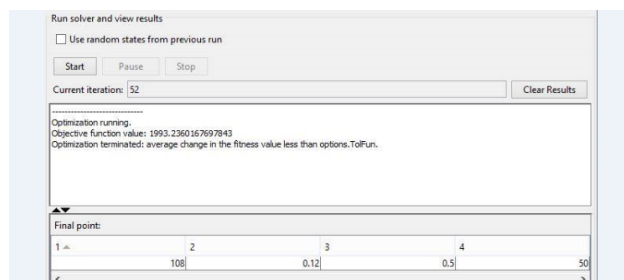 Run solver and view results
Use random states from previous run
Start Pause Stop
Current iteration: 52 Clear Results
Optimization running.
Objective function value: 1993.2360167697843
Optimization terminated: average change in the fitness value less than options.TolFun.
Final point:
1 2 3 4
108 0.12 0.5 50